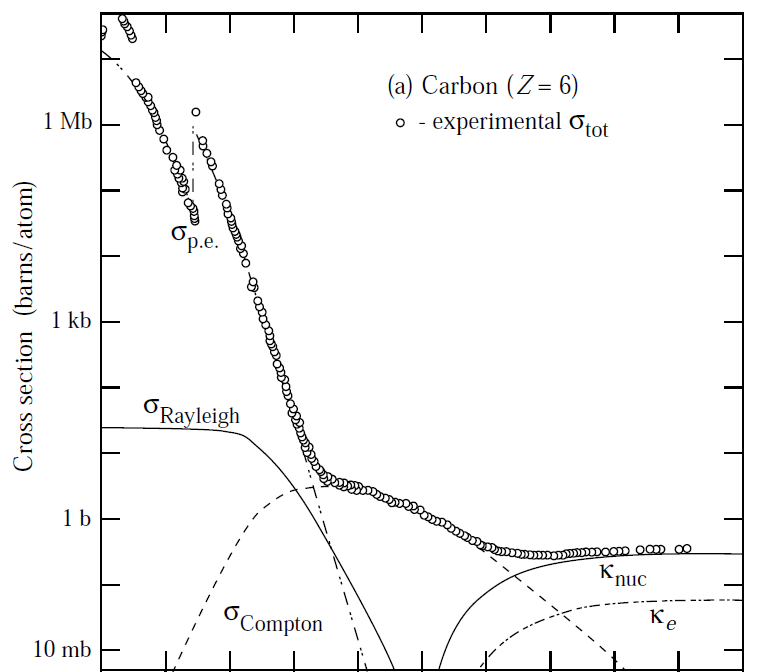 (a) Carbon (Z = 6)
- experimental σtot
1 Mb
σp.e.
Cross section (barns/atom)
1 kb
σRayleigh
1 b
κnuc
σCompton
κe
10 mb